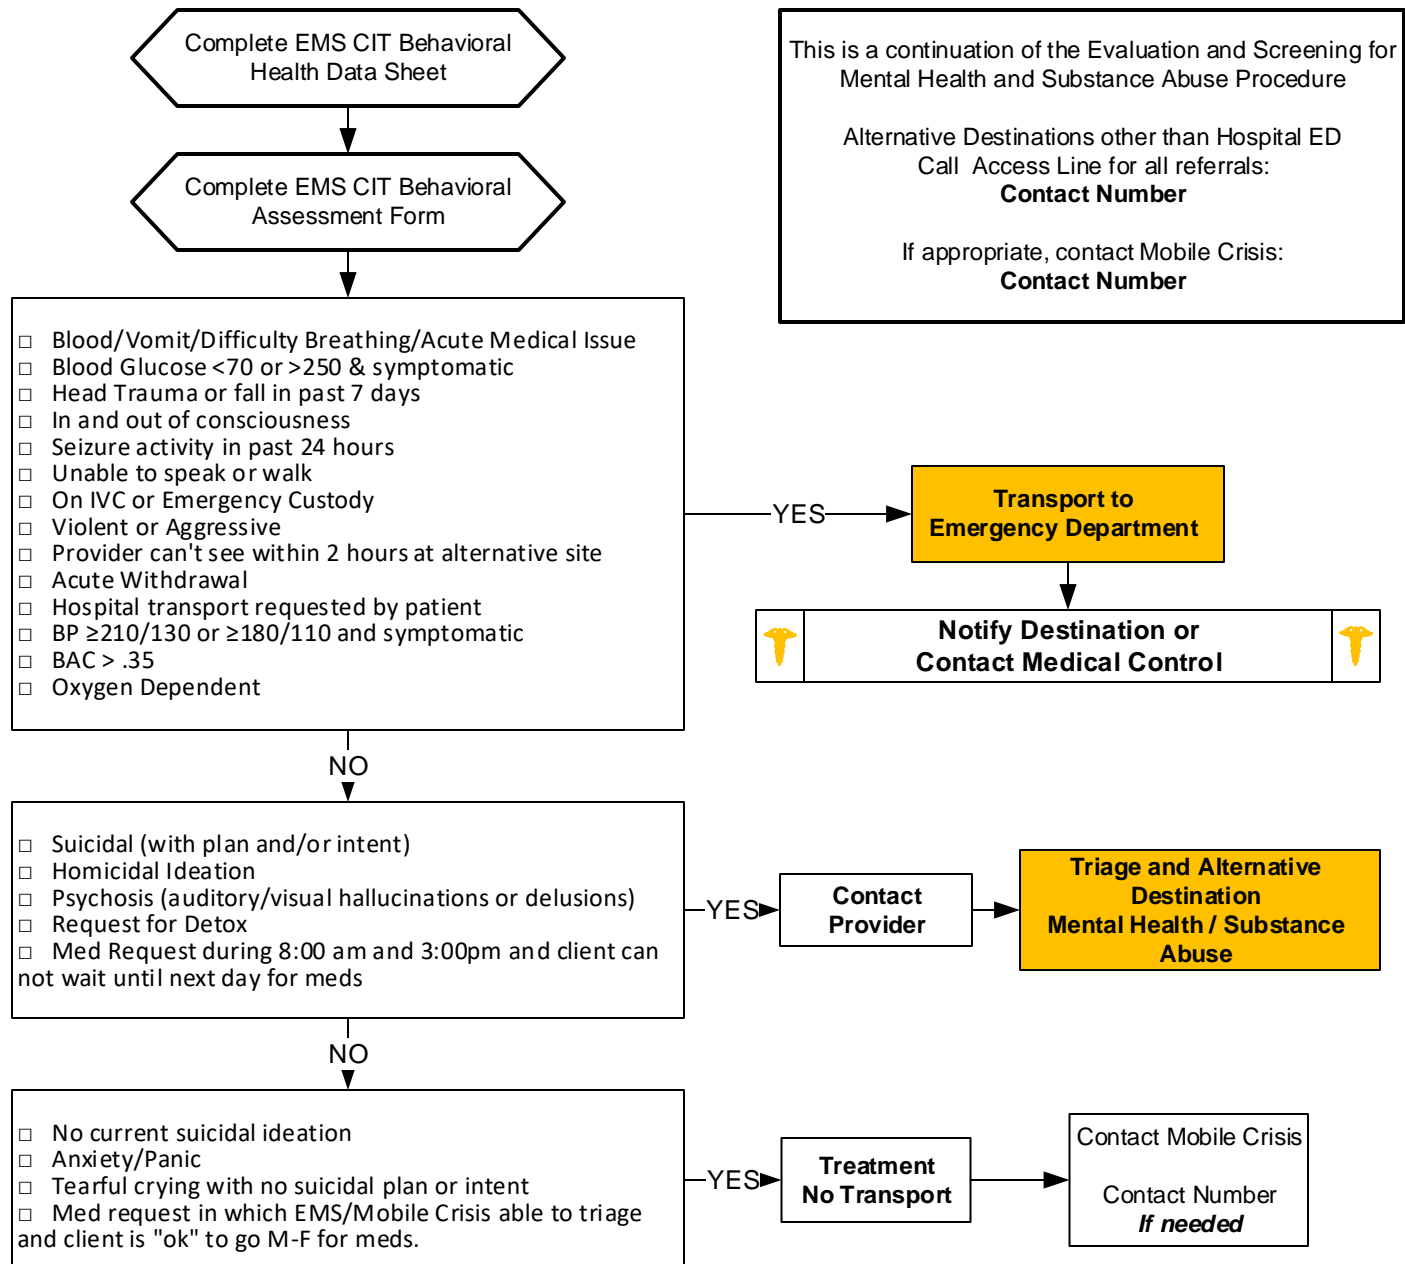 Complete EMS CIT Behavioral
Health Data Sheet
This is a continuation of the Evaluation and Screening for
Mental Health and Substance Abuse Procedure
Alternative Destinations other than Hospital ED
Call Access Line for all referrals:
Contact Number
If appropriate, contact Mobile Crisis:
Contact Number
Complete EMS CIT Behavioral
Assessment Form
□ Blood/Vomit/Difficulty Breathing/Acute Medical Issue
□ Blood Glucose <70 or >250 & symptomatic
□ Head Trauma or fall in past 7 days
□ In and out of consciousness
□ Seizure activity in past 24 hours
□ Unable to speak or walk
□ On IVC or Emergency Custody
□ Violent or Aggressive
□ Provider can't see within 2 hours at alternative site
□ Acute Withdrawal
□ Hospital transport requested by patient
□ BP ≥210/130 or ≥180/110 and symptomatic
□ BAC > .35
□ Oxygen Dependent
YES
Transport to
Emergency Department
Notify Destination or
Contact Medical Control
NO
□ Suicidal (with plan and/or intent)
□ Homicidal Ideation
□ Psychosis (auditory/visual hallucinations or delusions)
□ Request for Detox
□ Med Request during 8:00 am and 3:00pm and client can
not wait until next day for meds
YES
Contact
Provider
Triage and Alternative
Destination
Mental Health / Substance
Abuse
NO
□ No current suicidal ideation
□ Anxiety/Panic
□ Tearful crying with no suicidal plan or intent
□ Med request in which EMS/Mobile Crisis able to triage
and client is "ok" to go M-F for meds.
YES
Treatment
No Transport
Contact Mobile Crisis
Contact Number
If needed